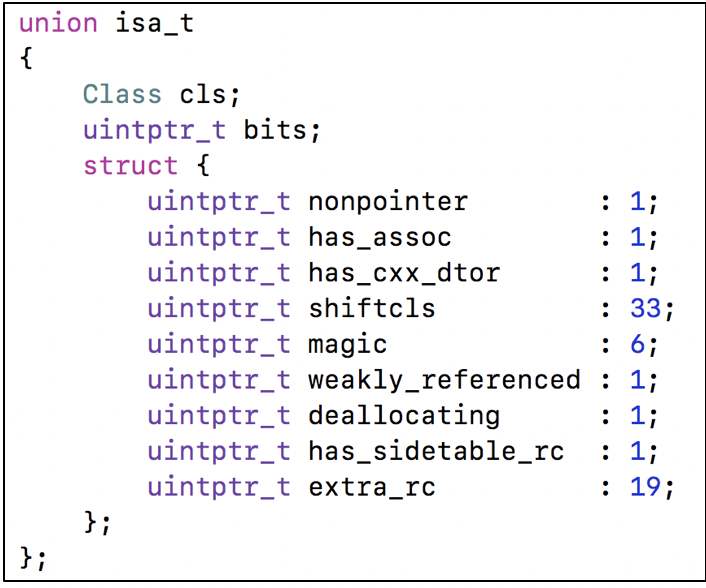 union isa_t
{
    Class cls;
    uintptr_t bits;
    struct {
        uintptr_t nonpointer        : 1;
        uintptr_t has_assoc         : 1;
        uintptr_t has_cxx_dtor      : 1;
        uintptr_t shiftcls          : 33;
        uintptr_t magic             : 6;
        uintptr_t weakly_referenced : 1;
        uintptr_t deallocating      : 1;
        uintptr_t has_sidetable_rc  : 1;
        uintptr_t extra_rc          : 19;
    };
};